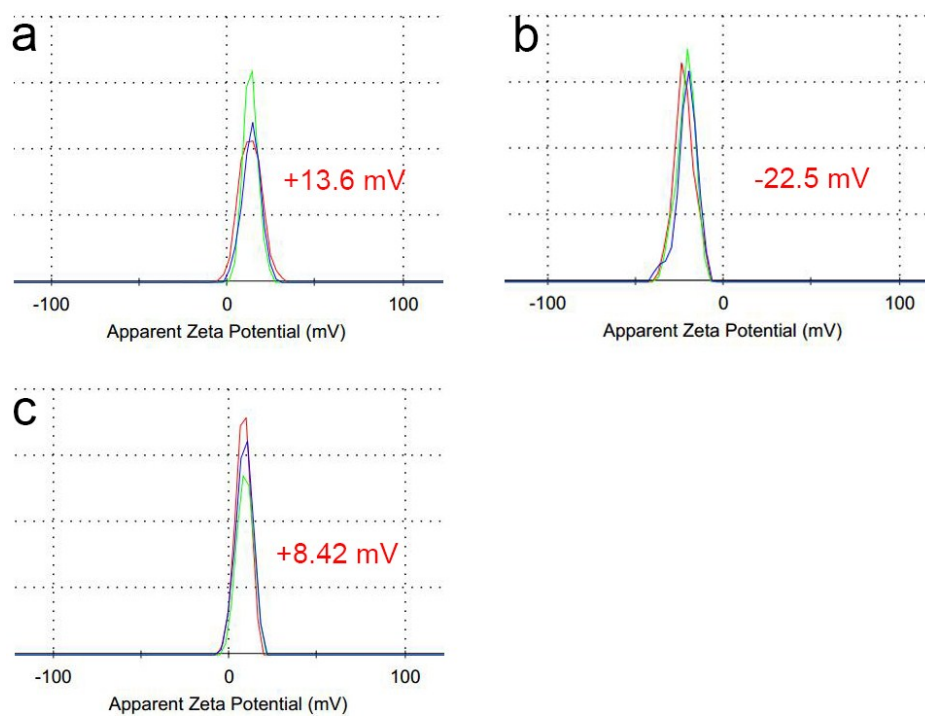 a
+13.6 mV
-100 0 100
Apparent Zeta Potential (mV)
b
-22.5 mV
-100 0 100
Apparent Zeta Potential (mV)
c
+8.42 mV
-100 0 100
Apparent Zeta Potential (mV)